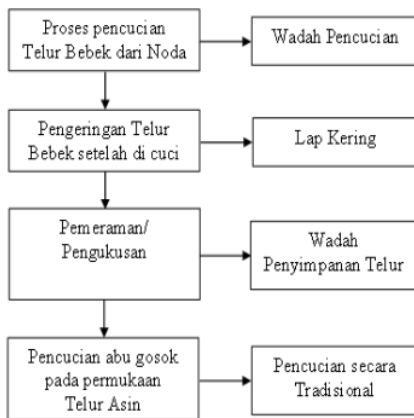 Proses pencucian
Telur Bebek dari Noda
Wadah Pencucian
Pengeringan Telur
Bebek setelah di cuci
Lap Kering
Pemeraman/
Pengukusan
Wadah
Penyimpanan Telur
Pencucian abu gosok
pada permukaan
Telur Asin
Pencucian secara
Tradisional